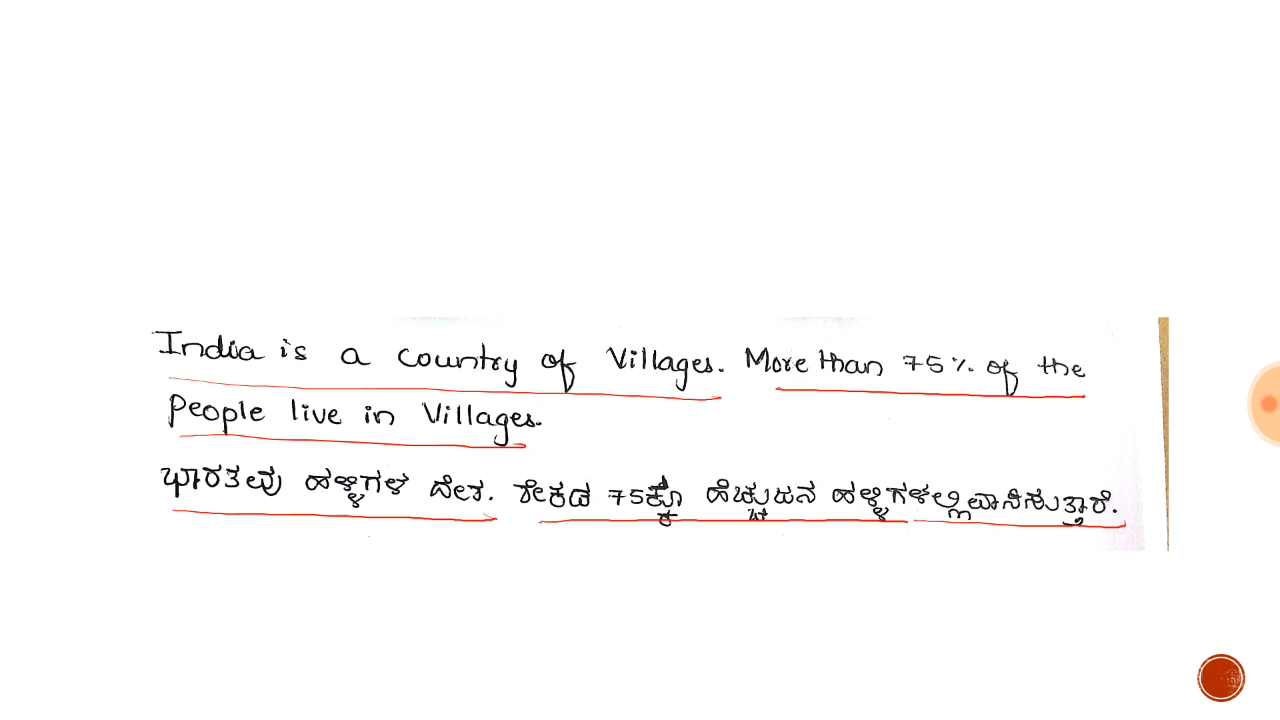 India is a country of Villages. More than 75% of the
People live in Villages.
ಭಾರತವು ಹಳ್ಳಿಗಳ ದೇಶ. ಶೇಕಡ 75ಕ್ಕೂ ಹೆಚ್ಚು ಜನ ಹಳ್ಳಿಗಳಲ್ಲಿ ವಾಸಿಸುತ್ತಾರೆ.